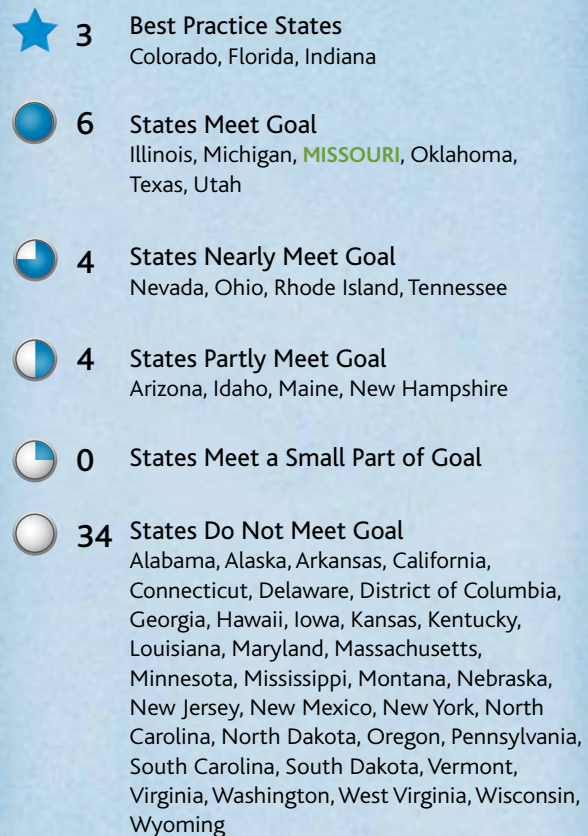 3 Best Practice States
Colorado, Florida, Indiana
6 States Meet Goal
Illinois, Michigan, MISSOURI, Oklahoma,
Texas, Utah
4 States Nearly Meet Goal
Nevada, Ohio, Rhode Island, Tennessee
4 States Partly Meet Goal
Arizona, Idaho, Maine, New Hampshire
0 States Meet a Small Part of Goal
34 States Do Not Meet Goal
Alabama, Alaska, Arkansas, California,
Connecticut, Delaware, District of Columbia,
Georgia, Hawaii, Iowa, Kansas, Kentucky,
Louisiana, Maryland, Massachusetts,
Minnesota, Mississippi, Montana, Nebraska,
New Jersey, New Mexico, New York, North
Carolina, North Dakota, Oregon, Pennsylvania,
South Carolina, South Dakota, Vermont,
Virginia, Washington, West Virginia, Wisconsin,
Wyoming